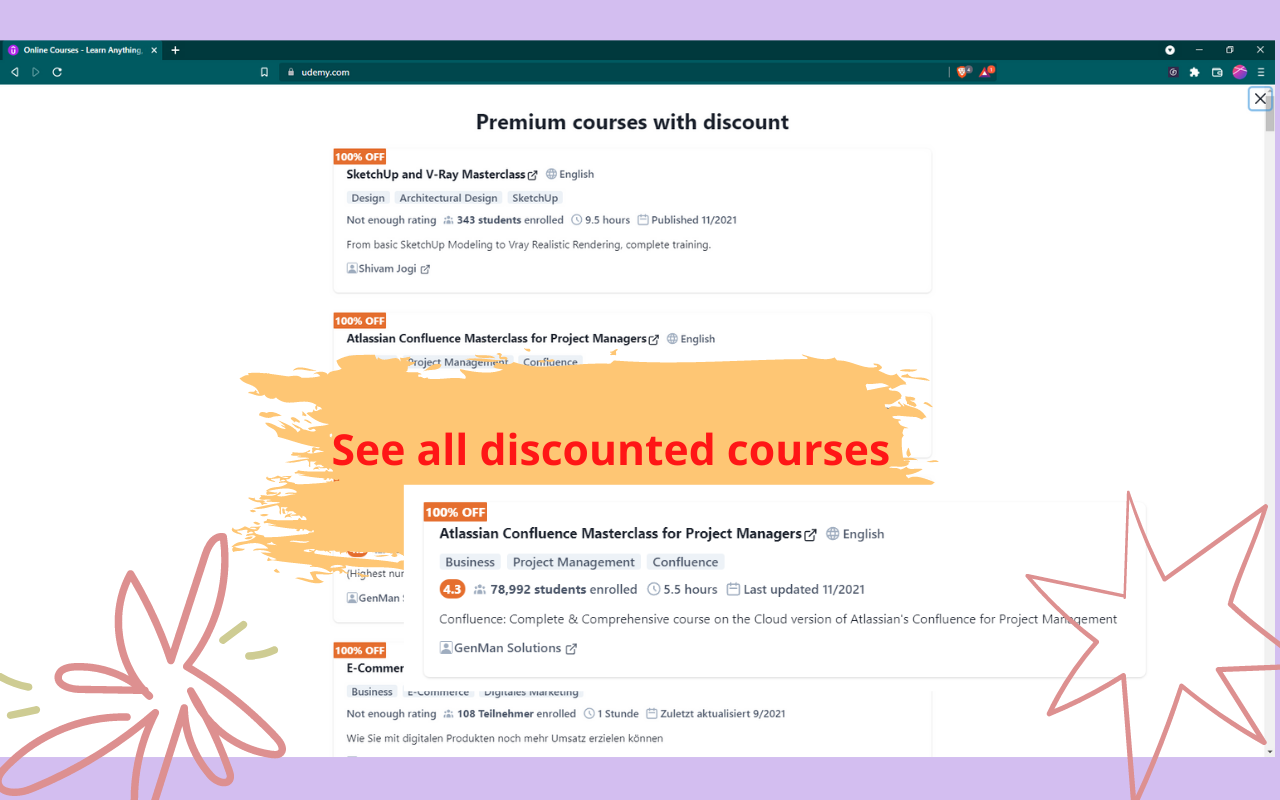 Online Courses - Learn Anything,
udemy.com
Premium courses with discount
100% OFF
SketchUp and V-Ray Masterclass English
Design Architectural Design SketchUp
Not enough rating 343 students enrolled 9.5 hours Published 11/2021
From basic SketchUp Modeling to Vray Realistic Rendering, complete training.
Shivam Jogi
100% OFF
Atlassian Confluence Masterclass for Project Managers English
Project Management Confluence
See all discounted courses
100% OFF
Atlassian Confluence Masterclass for Project Managers English
Business Project Management Confluence
4.3 78,992 students enrolled 5.5 hours Last updated 11/2021
Confluence: Complete & Comprehensive course on the Cloud version of Atlassian's Confluence for Project Management
GenMan Solutions
(Highest
GenMan
100% OFF
E-Commer
Business E-Commerce Digitales Marketing
Not enough rating 108 Teilnehmer enrolled 1 Stunde Zuletzt aktualisiert 9/2021
Wie Sie mit digitalen Produkten noch mehr Umsatz erzielen können